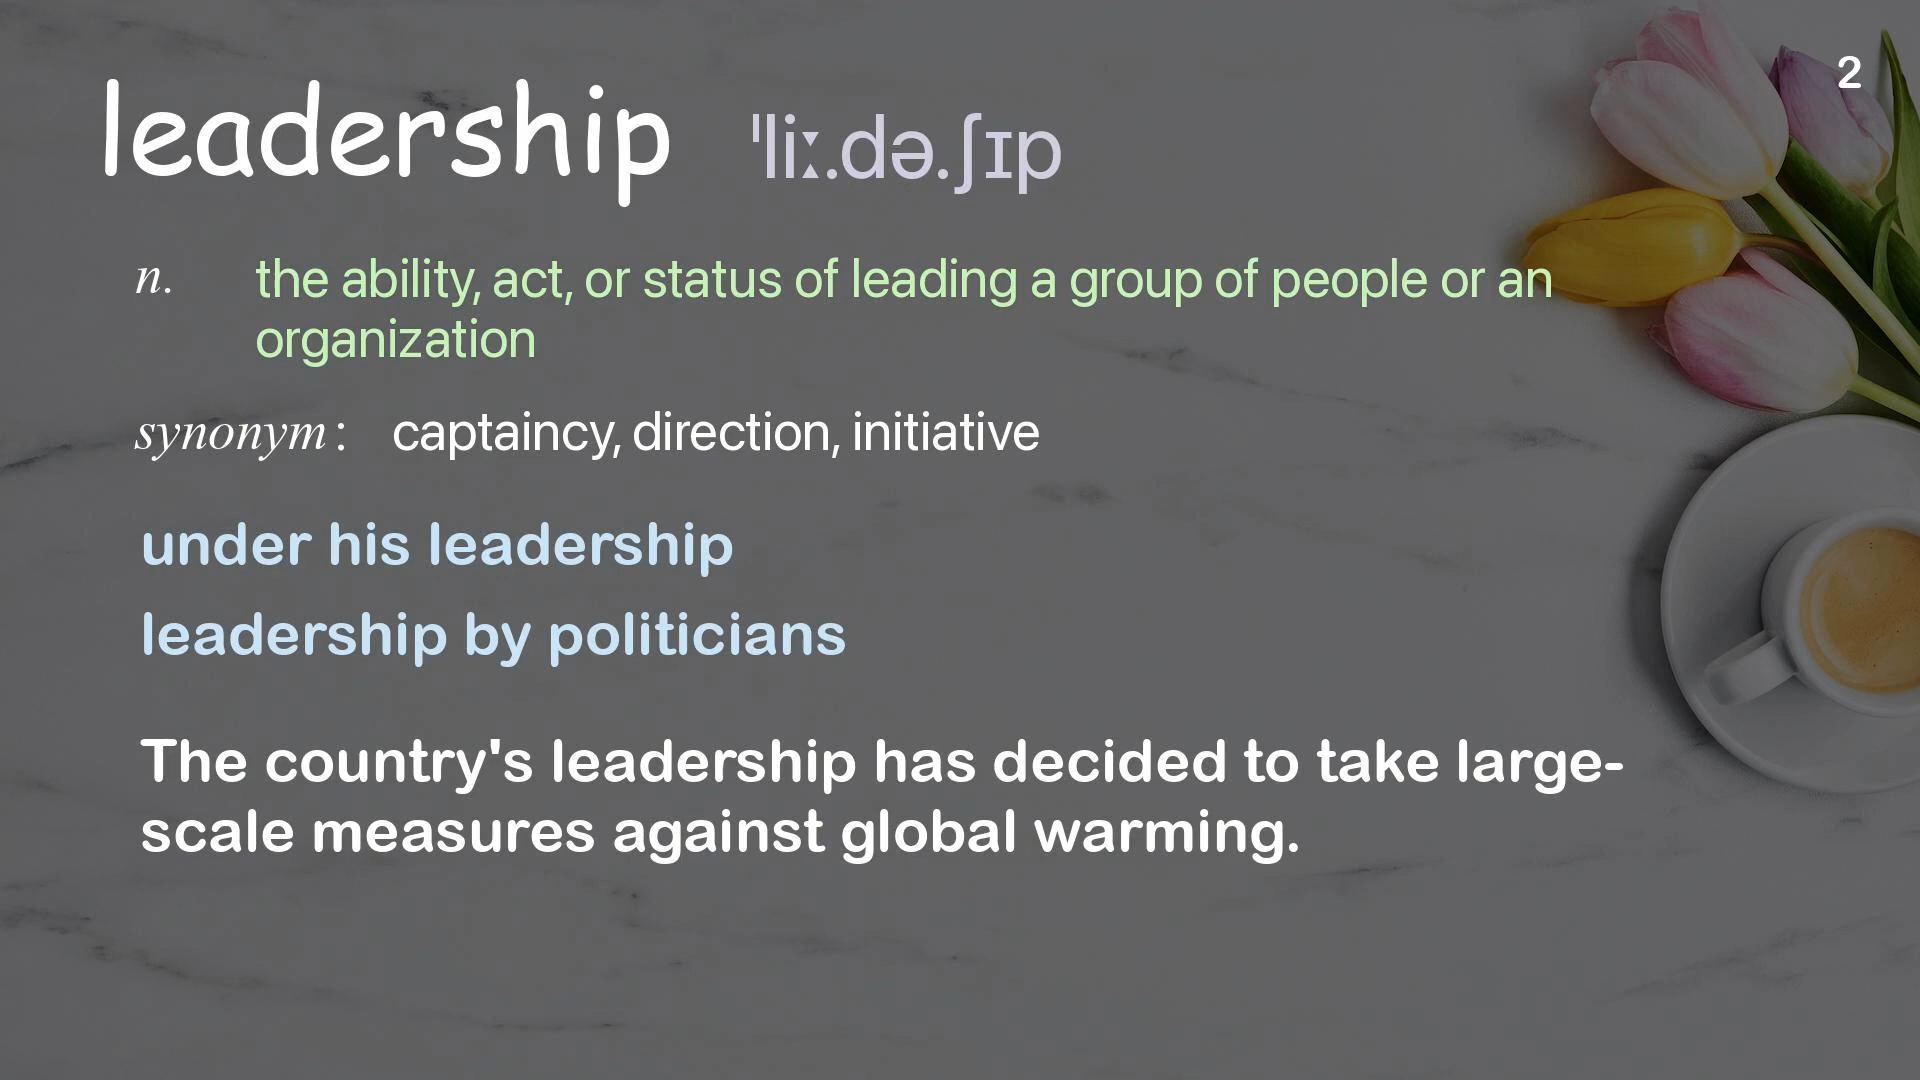 2
leadership ˈliː.də.ʃɪp
n. the ability, act, or status of leading a group of people or an
organization
synonym: captaincy, direction, initiative
under his leadership
leadership by politicians
The country's leadership has decided to take large-
scale measures against global warming.